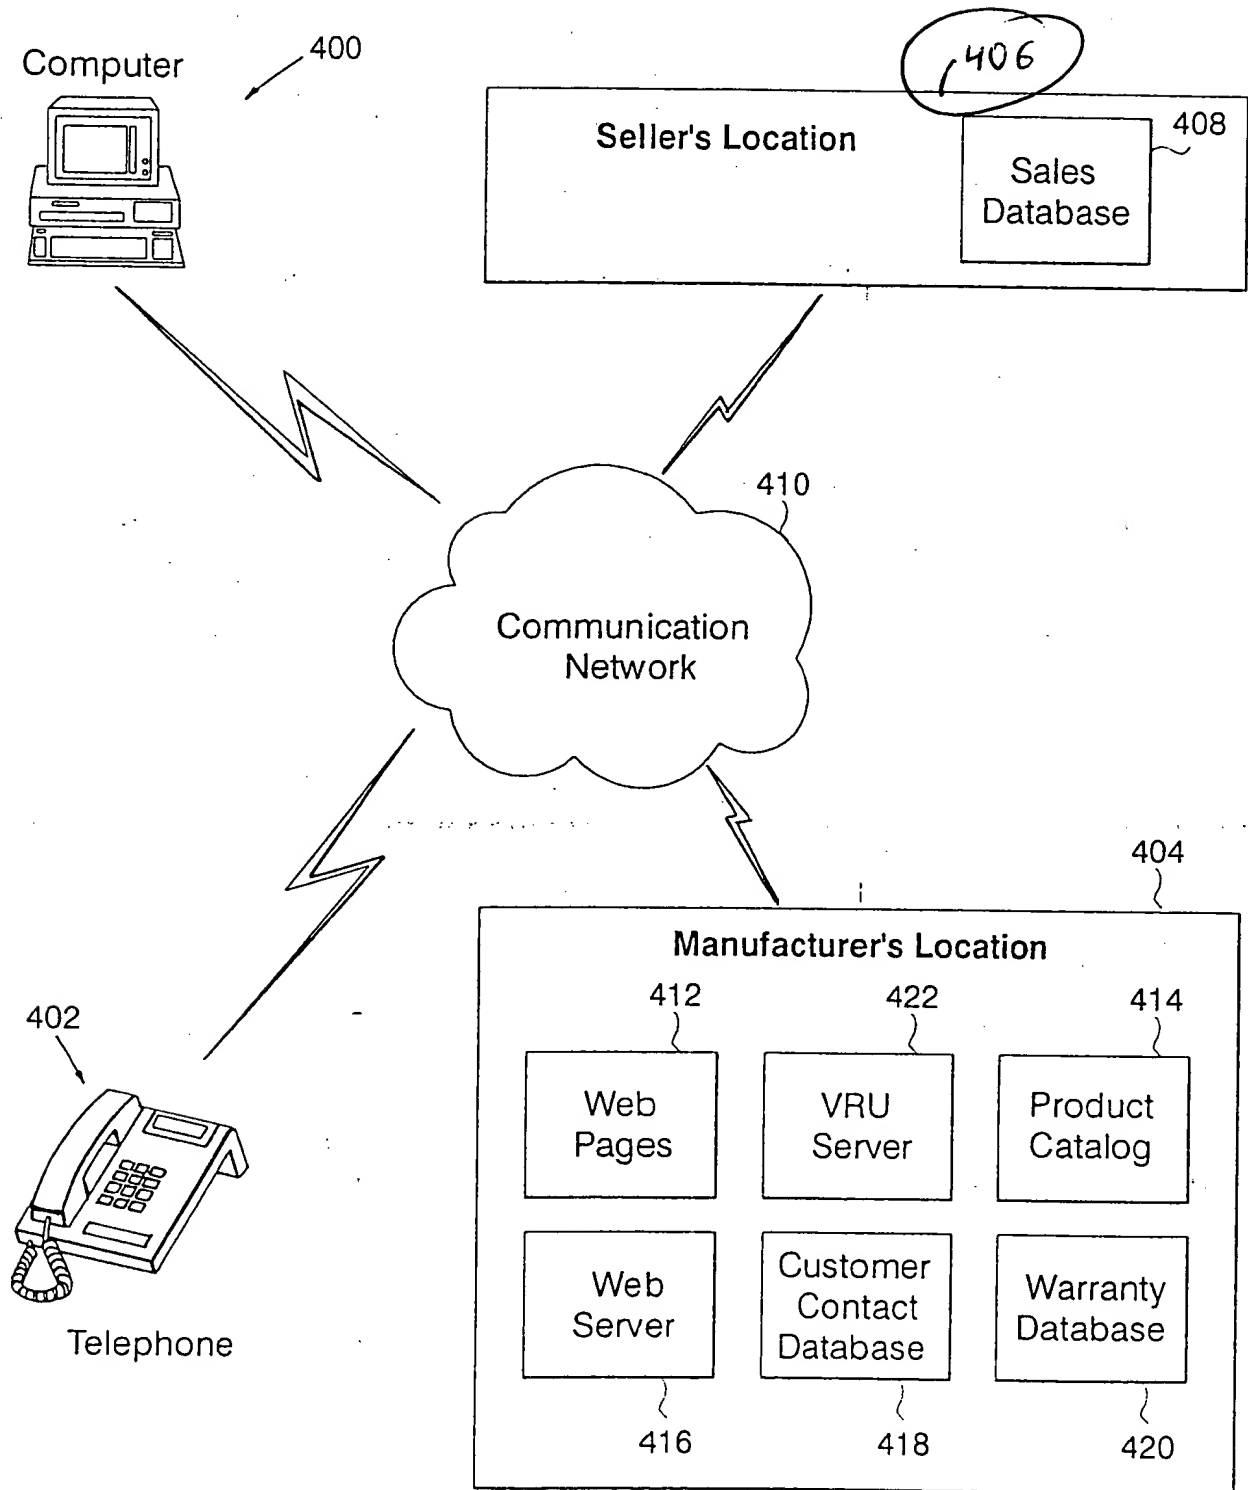 Computer
400
406
Seller's Location
408
Sales
Database
410
Communication
Network
404
Manufacturer's Location
412
422
414
Web
Pages
VRU
Server
Product
Catalog
402
Web
Server
Customer
Contact
Database
Warranty
Database
Telephone
416
418
420